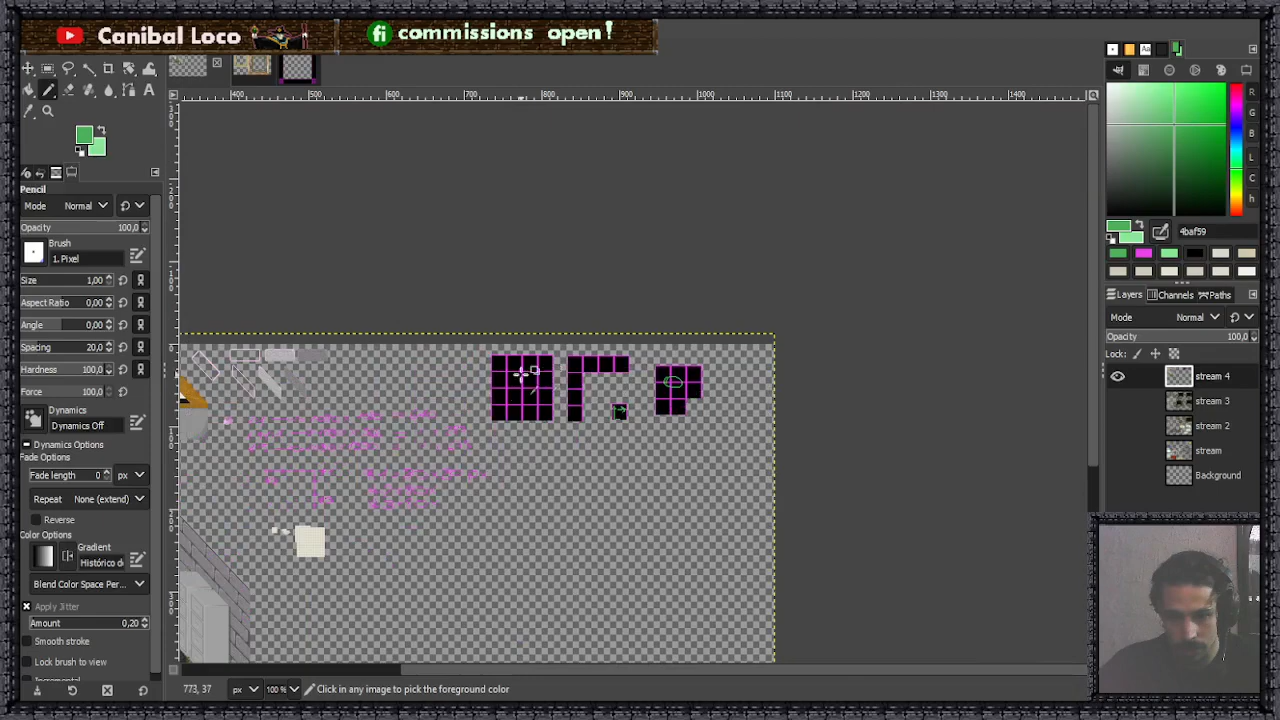 Canibal Loco
fi commissions open!
400 500 600 700 800 900 1000 1100 1200 1300 1400
Pencil
Mode Normal
Opacity 100,0
Brush
1. Pixel
Size 1,00
Aspect Ratio 0,00
Angle 0,00
Spacing 20,0
Hardness 100,0
Force 100,0
Dynamics
Dynamics Off
Dynamics Options
Fade Options
Fade length 0 px
Repeat None (extend)
Reverse
Color Options
Gradient
Histórico d
Blend Color Space Per...
Apply Jitter
Amount 0,20
Smooth stroke
Lock brush to view
Incremental
773, 37 px 100 % Click in any image to pick the foreground color
Aa
R
G
B
L
C
h
4baf59
Layers Channels Paths
Mode Normal
Opacity 100,0
Lock:
stream 4
stream 3
stream 2
stream
Background